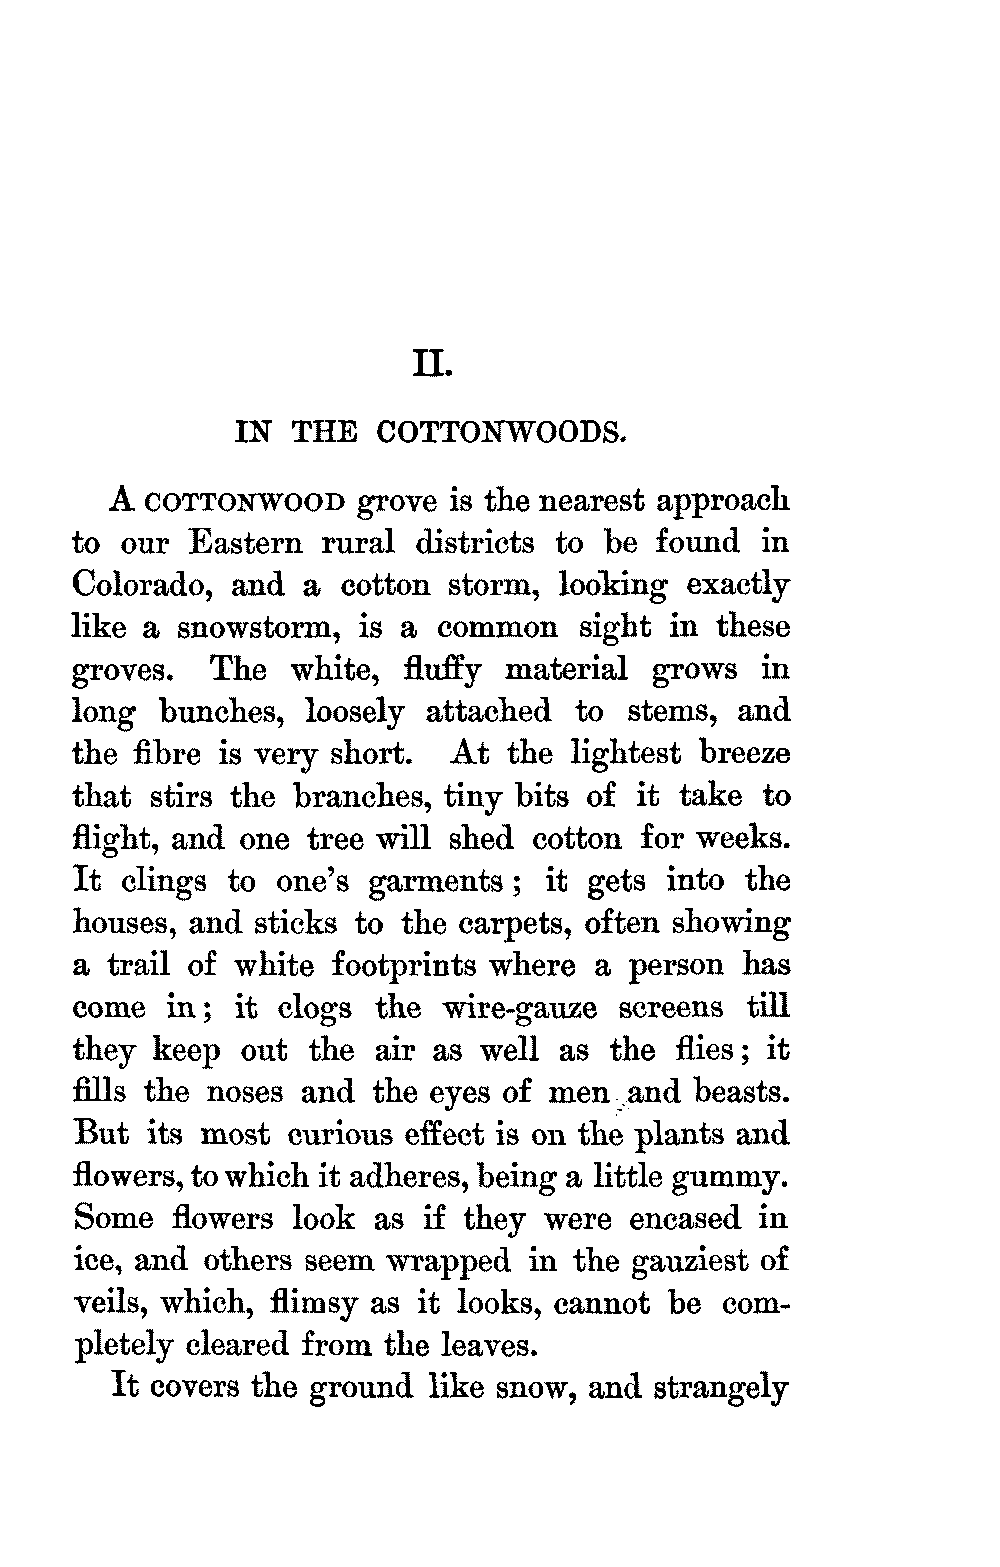 II.
IN THE COTTONWOODS.
A COTTONWOOD grove is the nearest approach
to our Eastern rural districts to be found in
Colorado, and a cotton storm, looking exactly
like a snowstorm, is a common sight in these
groves. The white, fluffy material grows in
long bunches, loosely attached to stems, and
the fibre is very short. At the lightest breeze
that stirs the branches, tiny bits of it take to
flight, and one tree will shed cotton for weeks.
It clings to one's garments; it gets into the
houses, and sticks to the carpets, often showing
a trail of white footprints where a person has
come in; it clogs the wire-gauze screens till
they keep out the air as well as the flies; it
fills the noses and the eyes of men and beasts.
But its most curious effect is on the plants and
flowers, to which it adheres, being a little gummy.
Some flowers look as if they were encased in
ice, and others seem wrapped in the gauziest of
veils, which, flimsy as it looks, cannot be com-
pletely cleared from the leaves.
It covers the ground like snow, and strangely